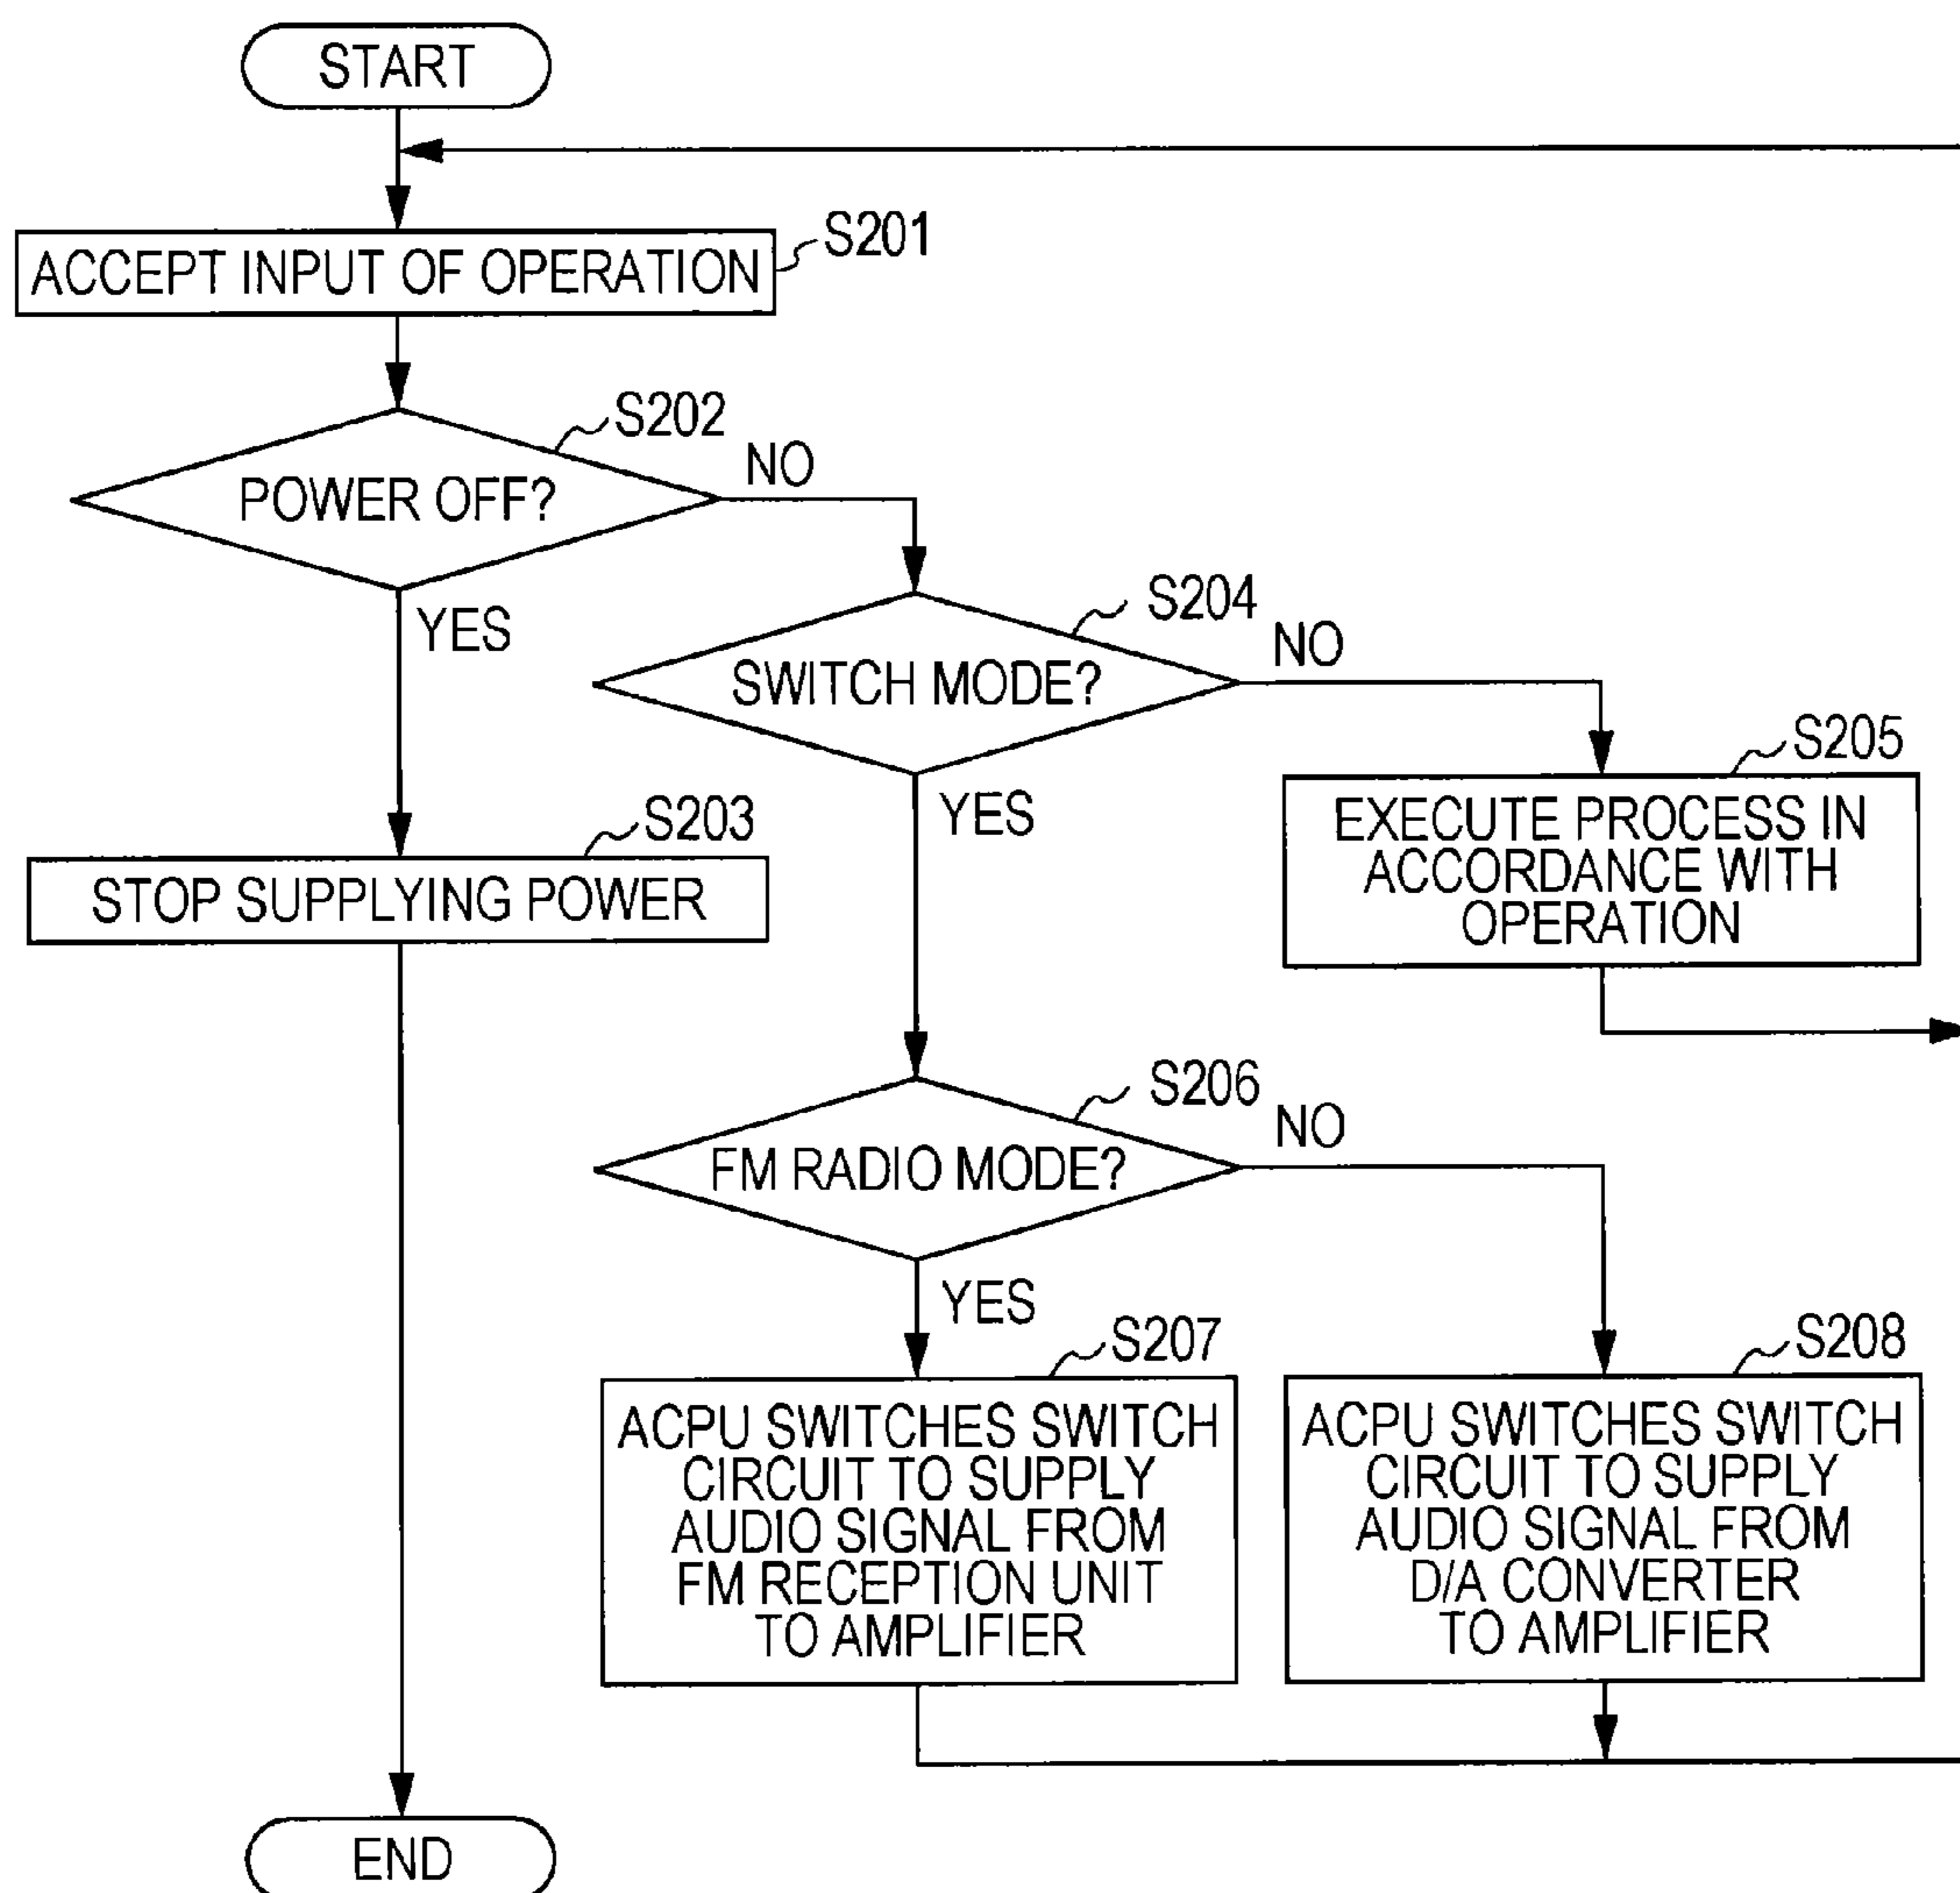 START
ACCEPT INPUT OF OPERATION
S201
POWER OFF?
S202
NO
YES
SWITCH MODE?
S204
NO
YES
STOP SUPPLYING POWER
S203
EXECUTE PROCESS IN
ACCORDANCE WITH
OPERATION
S205
FM RADIO MODE?
S206
NO
YES
S207
ACPU SWITCHES SWITCH
CIRCUIT TO SUPPLY
AUDIO SIGNAL FROM
FM RECEPTION UNIT
TO AMPLIFIER
S208
ACPU SWITCHES SWITCH
CIRCUIT TO SUPPLY
AUDIO SIGNAL FROM
D/A CONVERTER
TO AMPLIFIER
END